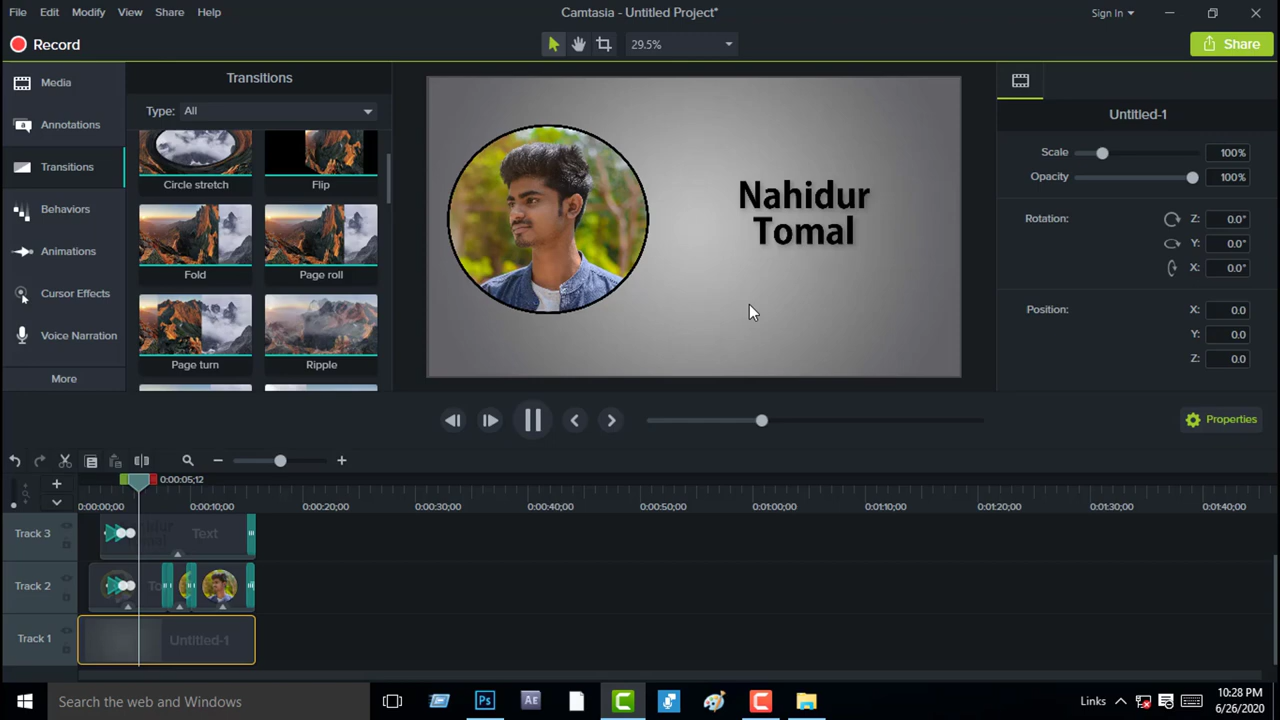 File Edit Modify View Share Help
Camtasia - Untitled Project*
Sign In
Record
29.5%
Share
Media
Annotations
Transitions
Behaviors
Animations
Cursor Effects
Voice Narration
More
Transitions
Type: All
Circle stretch
Flip
Fold
Page roll
Page turn
Ripple
Nahidur
Tomal
Untitled-1
Scale 100%
Opacity 100%
Rotation: Z: 0.0°
Y: 0.0°
X: 0.0°
Position: X: 0.0
Y: 0.0
Z: 0.0
Properties
0:00:05;12
0:00:00;00 0:00:10;00 0:00:30;00 0:00:40;00 0:00:50;00 0:01:00;00 0:01:10;00 0:01:20;00 0:01:30;00 0:01:40;00
Track 3
Text
Track 2
Track 1
Untitled-1
Search the web and Windows
Ps
Ae
Links
10:28 PM
6/26/2020